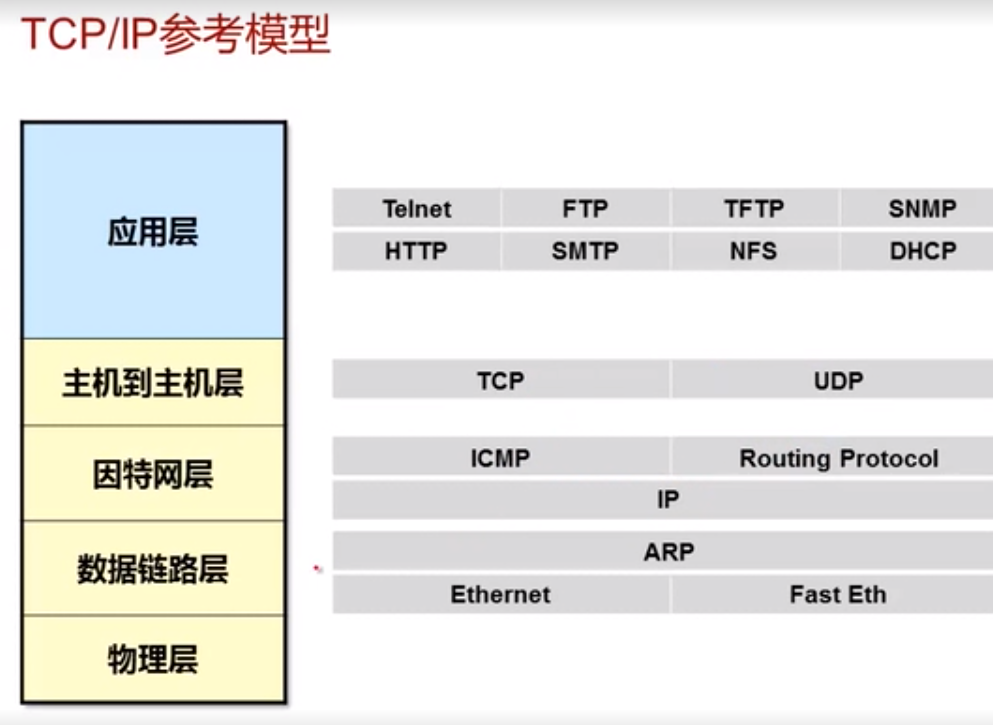 TCP/IP参考模型
应用层
Telnet FTP TFTP SNMP
HTTP SMTP NFS DHCP
主机到主机层
TCP UDP
因特网层
ICMP Routing Protocol
IP
数据链路层
ARP
Ethernet Fast Eth
物理层